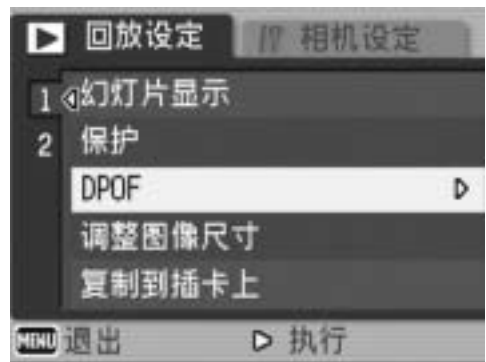 回放设定 相机设定
1 幻灯片显示
2 保护
DPOF
调整图像尺寸
复制到插卡上
MENU 退出 执行